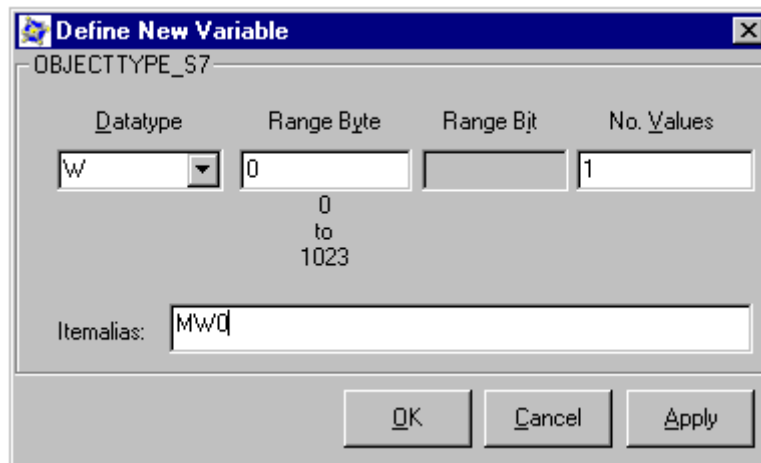 Define New Variable
OBJECTTYPE_S7
Datatype Range Byte Range Bit No. Values
W 0 1
0
to
1023
Itemalias: MW0
OK Cancel Apply